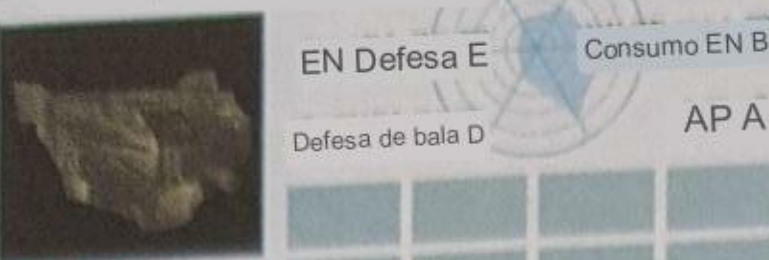 EN Defesa E
Consumo EN B
Defesa de bala D
AP A